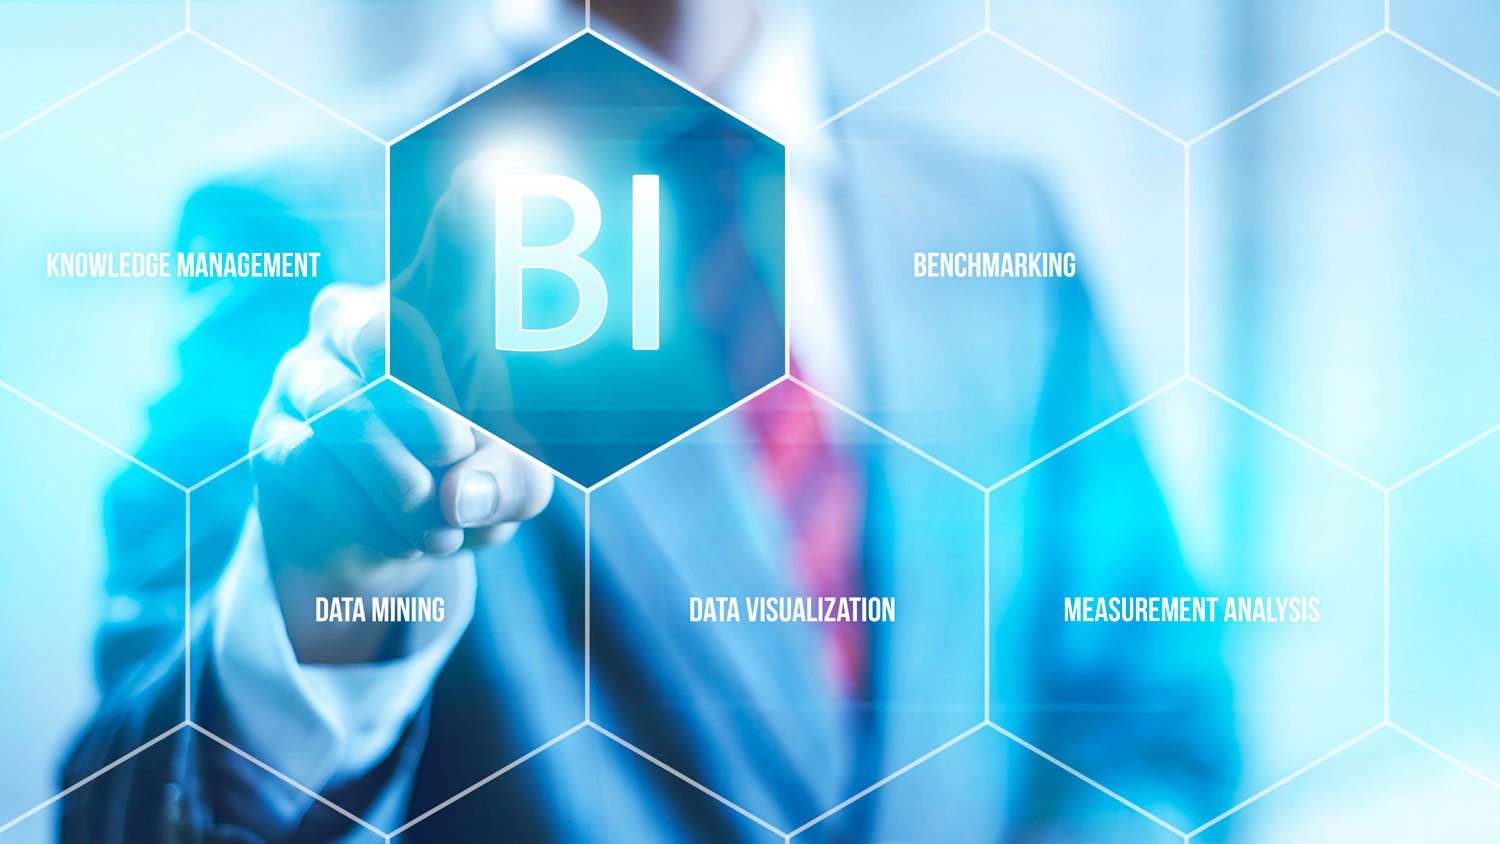 BI
KNOWLEDGE MANAGEMENT
BENCHMARKING
DATA MINING
DATA VISUALIZATION
MEASUREMENT ANALYSIS